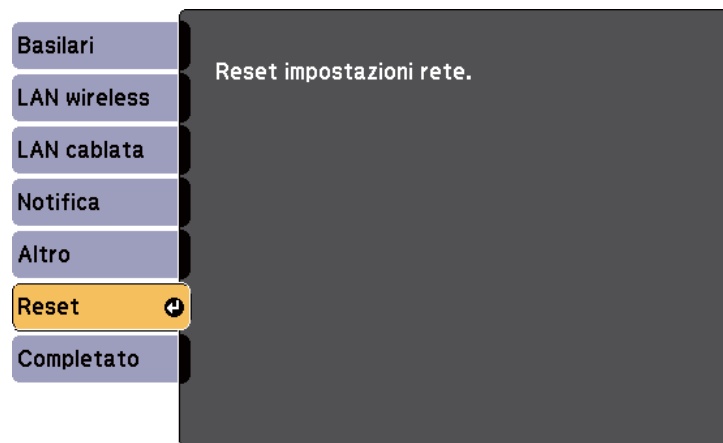 Basilari
LAN wireless
LAN cablata
Notifica
Altro
Reset
Completato
Reset impostazioni rete.